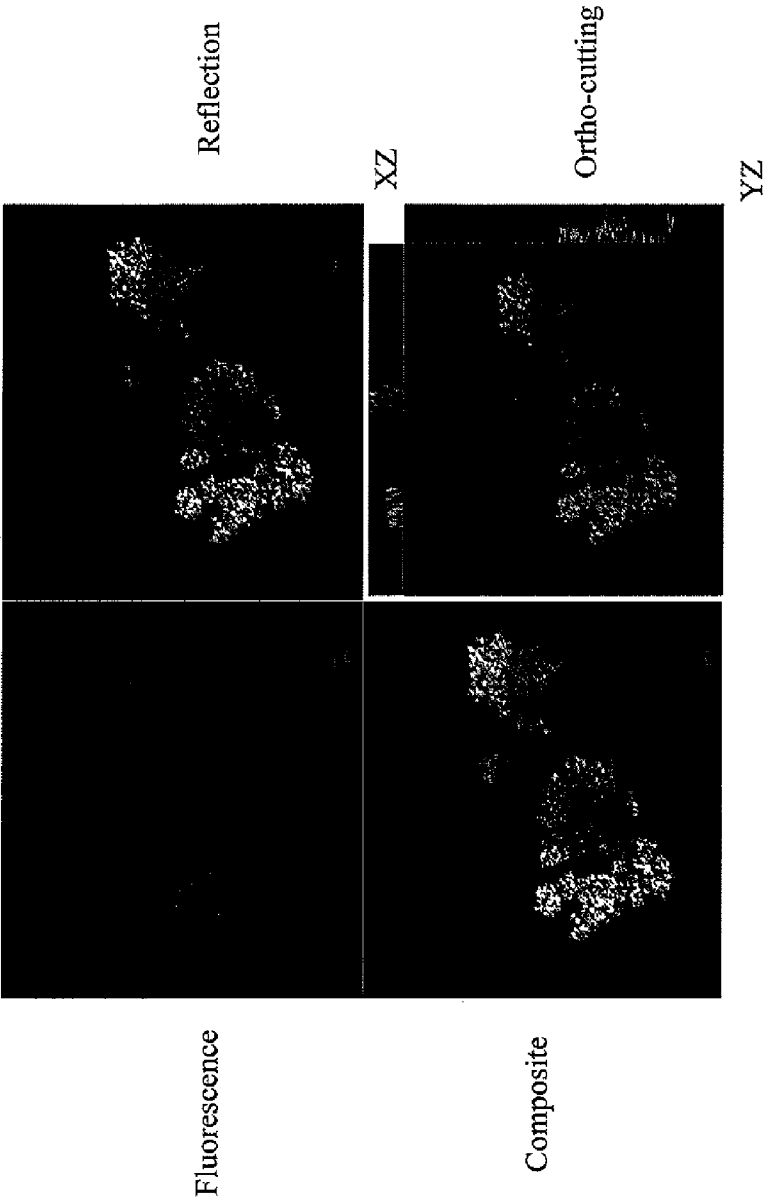 Fluorescence
Reflection
Composite
XZ
Ortho-cutting
YZ